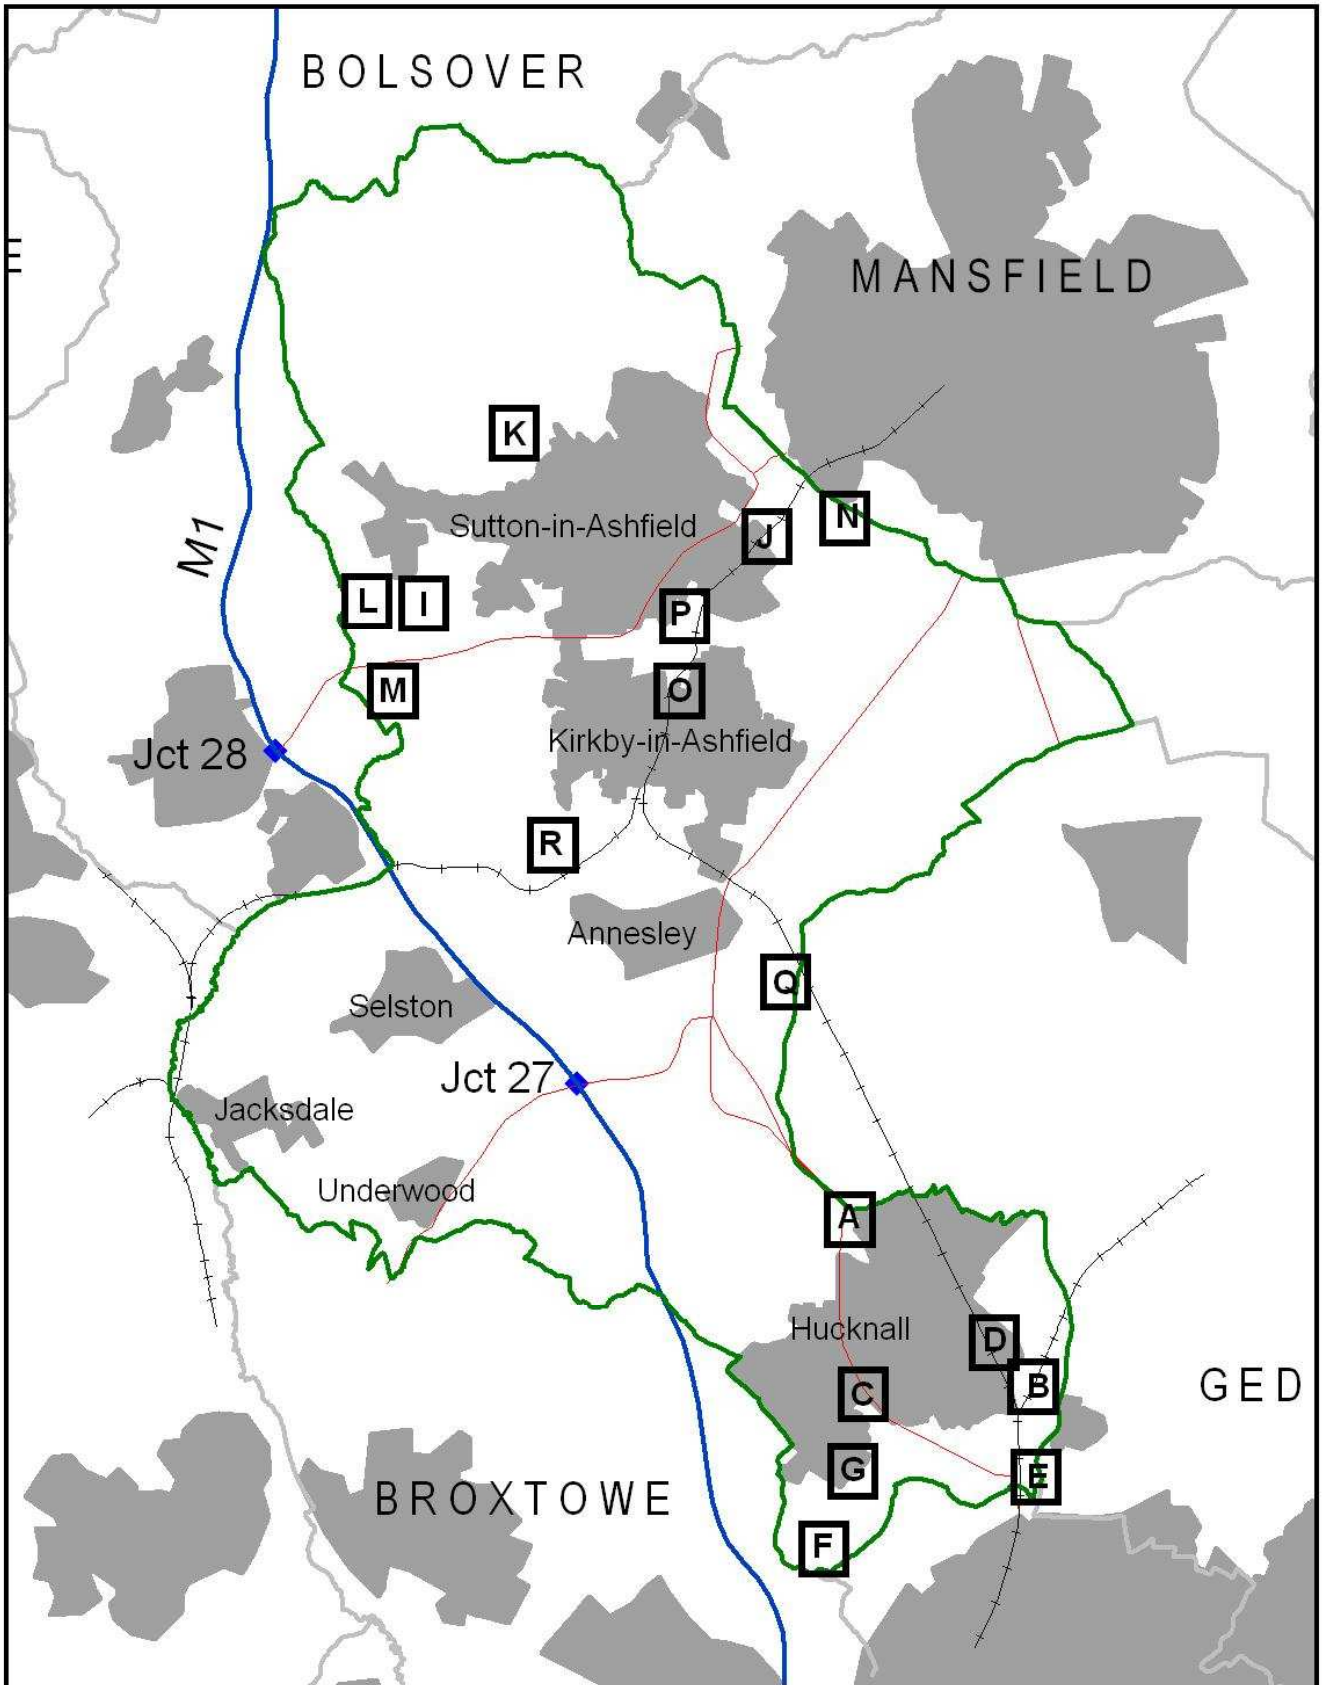 BOLSOVER
E
MANSFIELD
K
Sutton-in-Ashfield
N
J
M1
L
I
P
M
O
Kirkby-in-Ashfield
Jct 28
R
Annesley
Q
Selston
Jct 27
Jacksdale
Underwood
A
Hucknall
D
B
GED
C
G
E
BROXTOWE
F